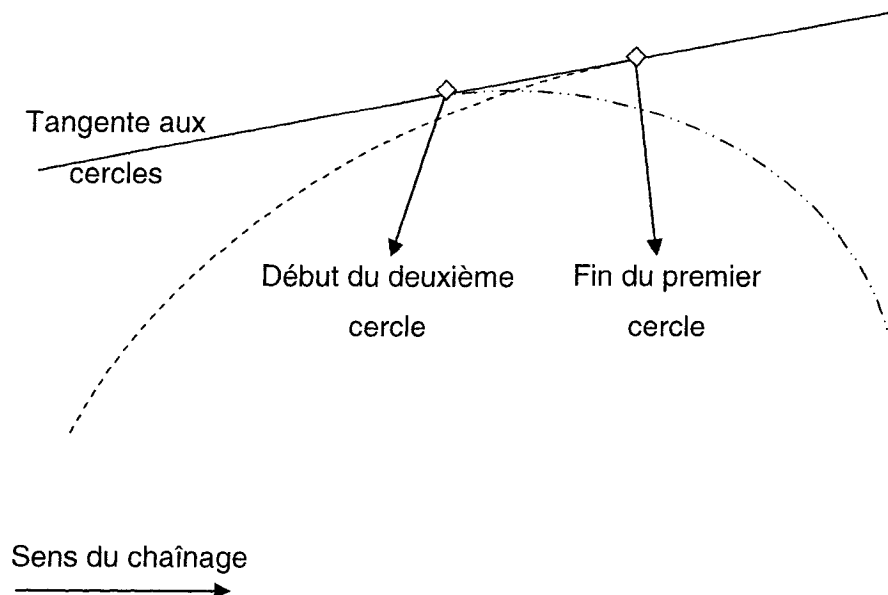 Tangente aux
cercles
Début du deuxième
cercle
Fin du premier
cercle
Sens du chaînage